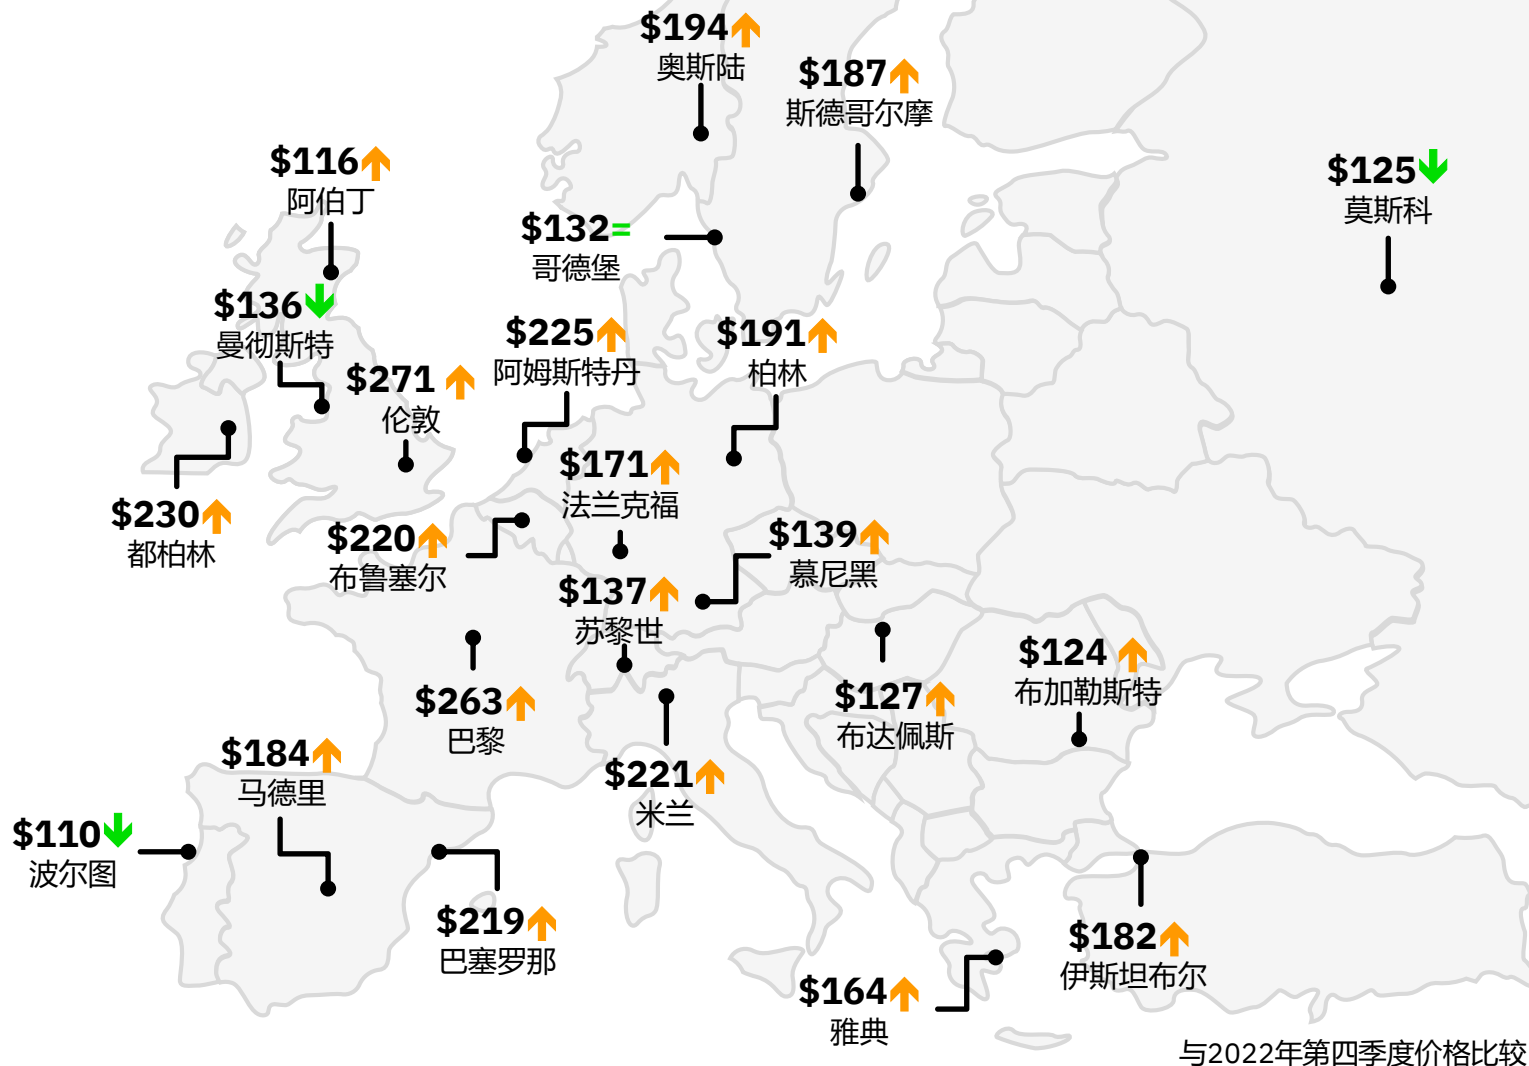 $194
奥斯陆
$187
斯德哥尔摩
$116
阿伯丁
$125
莫斯科
$132=
哥德堡
$136
曼彻斯特
$225
阿姆斯特丹
$191
柏林
$271
伦敦
$171
法兰克福
$230
都柏林
$220
布鲁塞尔
$139
慕尼黑
$137
苏黎世
$124
布加勒斯特
$263
巴黎
$127
布达佩斯
$184
马德里
$221
米兰
$110
波尔图
$219
巴塞罗那
$182
伊斯坦布尔
$164
雅典
与2022年第四季度价格比较